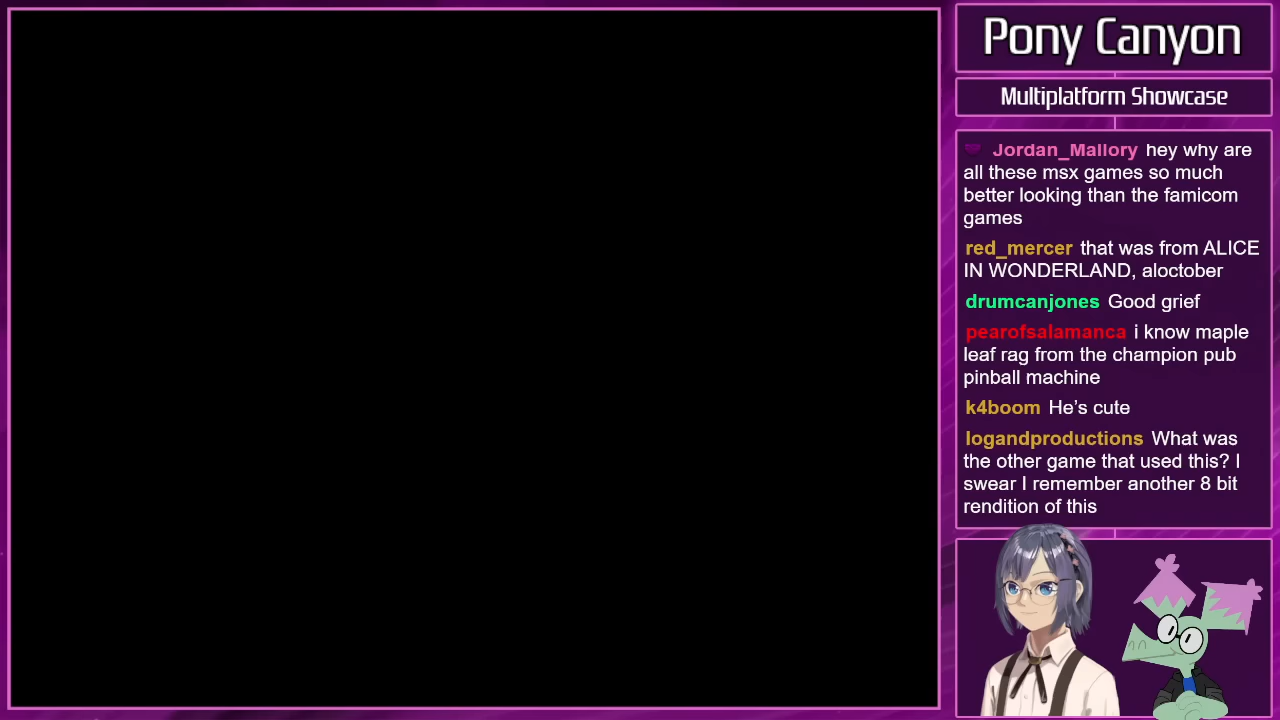 Pony Canyon
Multiplatform Showcase
Jordan_Mallory hey why are
all these msx games so much
better looking than the famicom
games
red_mercer that was from ALICE
IN WONDERLAND, aloctober
drumcanjones Good grief
pearofsalamanca i know maple
leaf rag from the champion pub
pinball machine
k4boom He's cute
logandproductions What was
the other game that used this? I
swear I remember another 8 bit
rendition of this